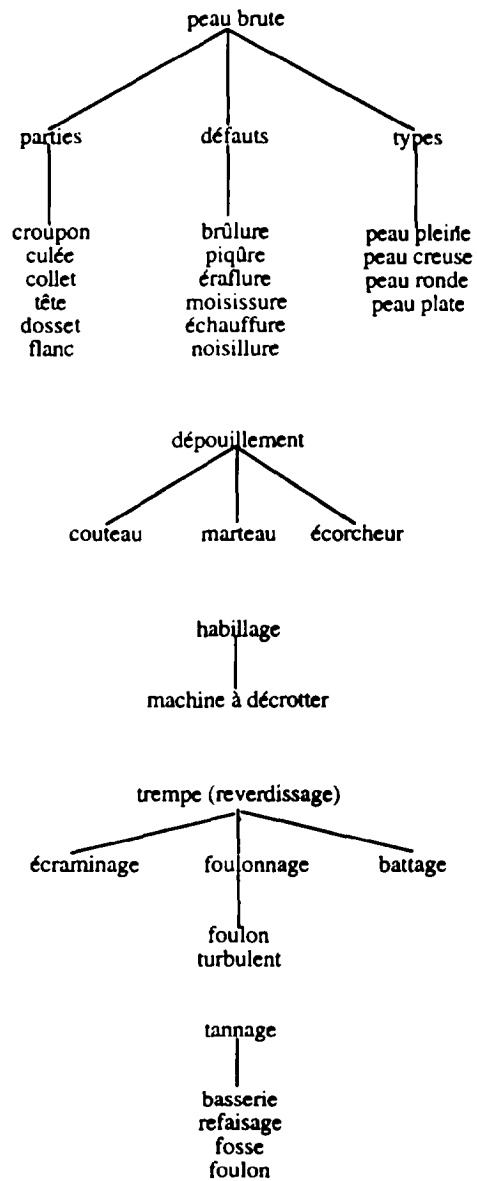 peau brute
parties défauts types
croupon brûlure peau pleine
culée piqûre peau creuse
collet éraflure peau ronde
tête moisissure peau plate
dosset échauffure
flanc noisillure
dépouillement
couteau marteau écorcheur
habillage
machine à décrotter
trempe (reverdissage)
écraminage foulonnage battage
foulon
turbulent
tannage
basserie
refaisage
fosse
foulon